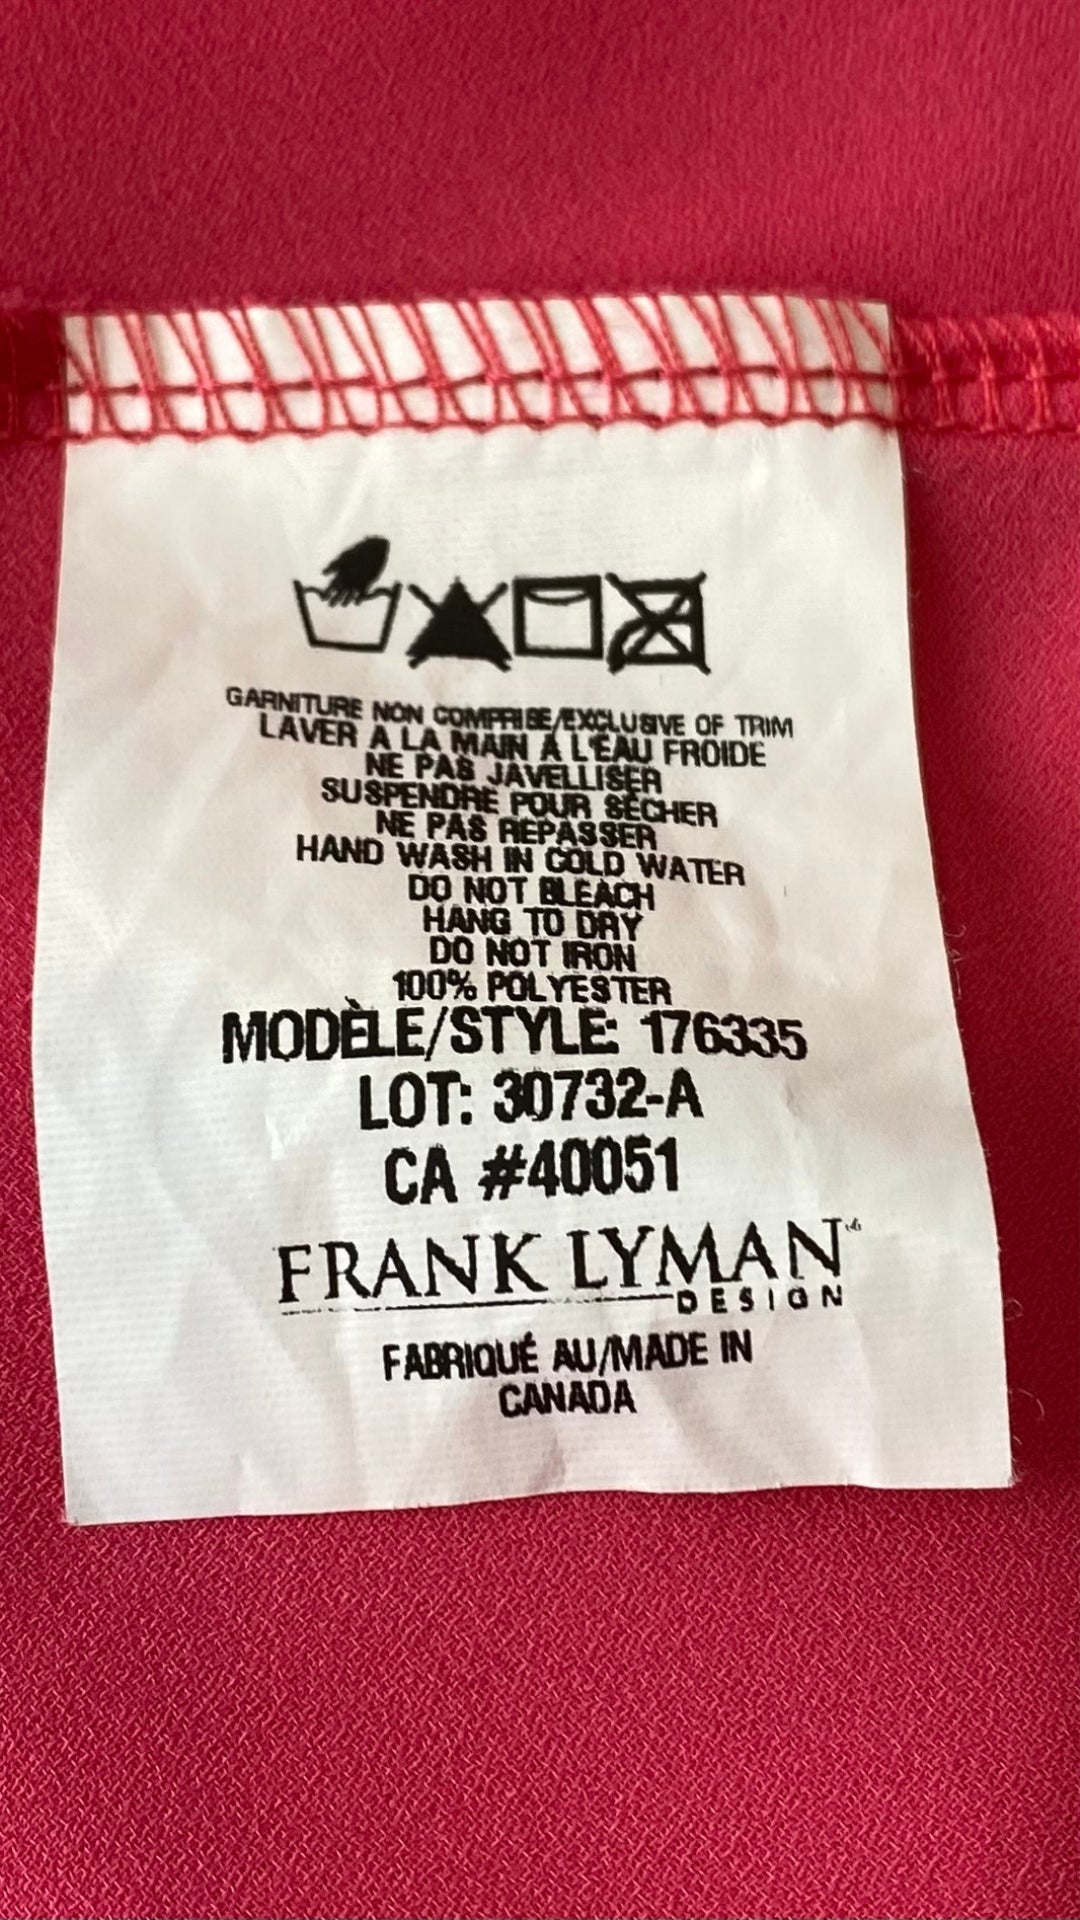 GARNITURE NON COMPRISE/EXCLUSIVE OF TRIM
LAVER À LA MAIN À L'EAU FROIDE
NE PAS JAVELLISER
SUSPENDRE POUR SÉCHER
NE PAS REPASSER
HAND WASH IN COLD WATER
DO NOT BLEACH
HANG TO DRY
DO NOT IRON
100% POLYESTER
MODÈLE/STYLE: 176335
LOT: 30732-A
CA #40051
FRANK LYMAN
DESIGN
FABRIQUÉ AU/MADE IN
CANADA